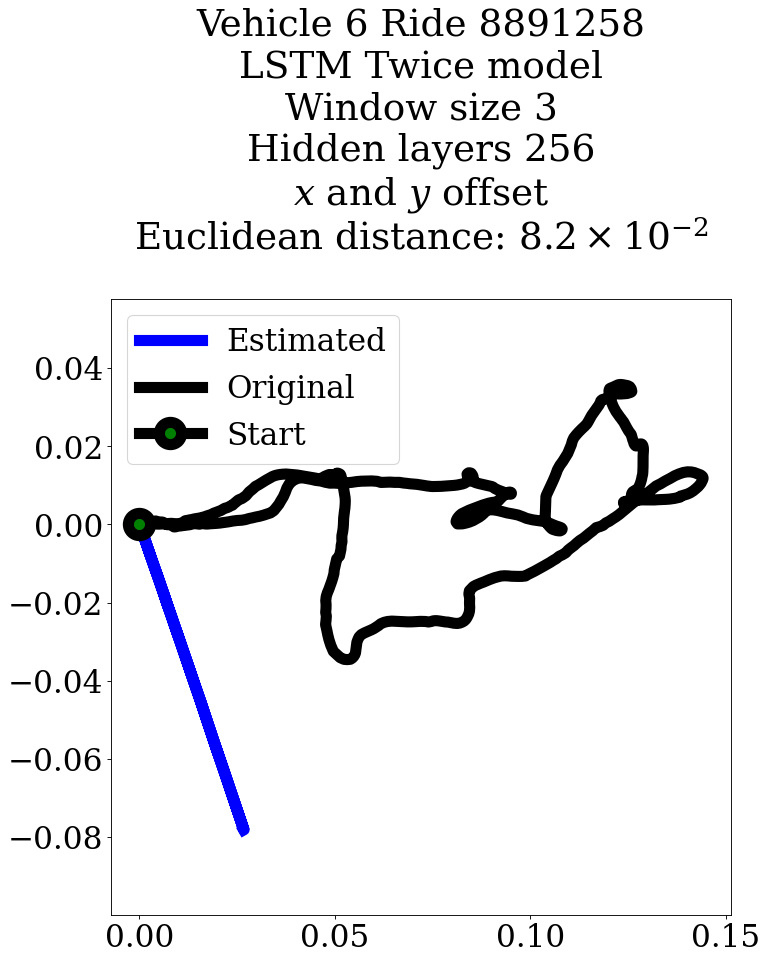 Vehicle 6 Ride 8891258
LSTM Twice model
Window size 3
Hidden layers 256
x and y offset
Euclidean distance: 8.2 × 10⁻²
Estimated
Original
Start
0.04
0.02
0.00
−0.02
−0.04
−0.06
−0.08
0.00 0.05 0.10 0.15